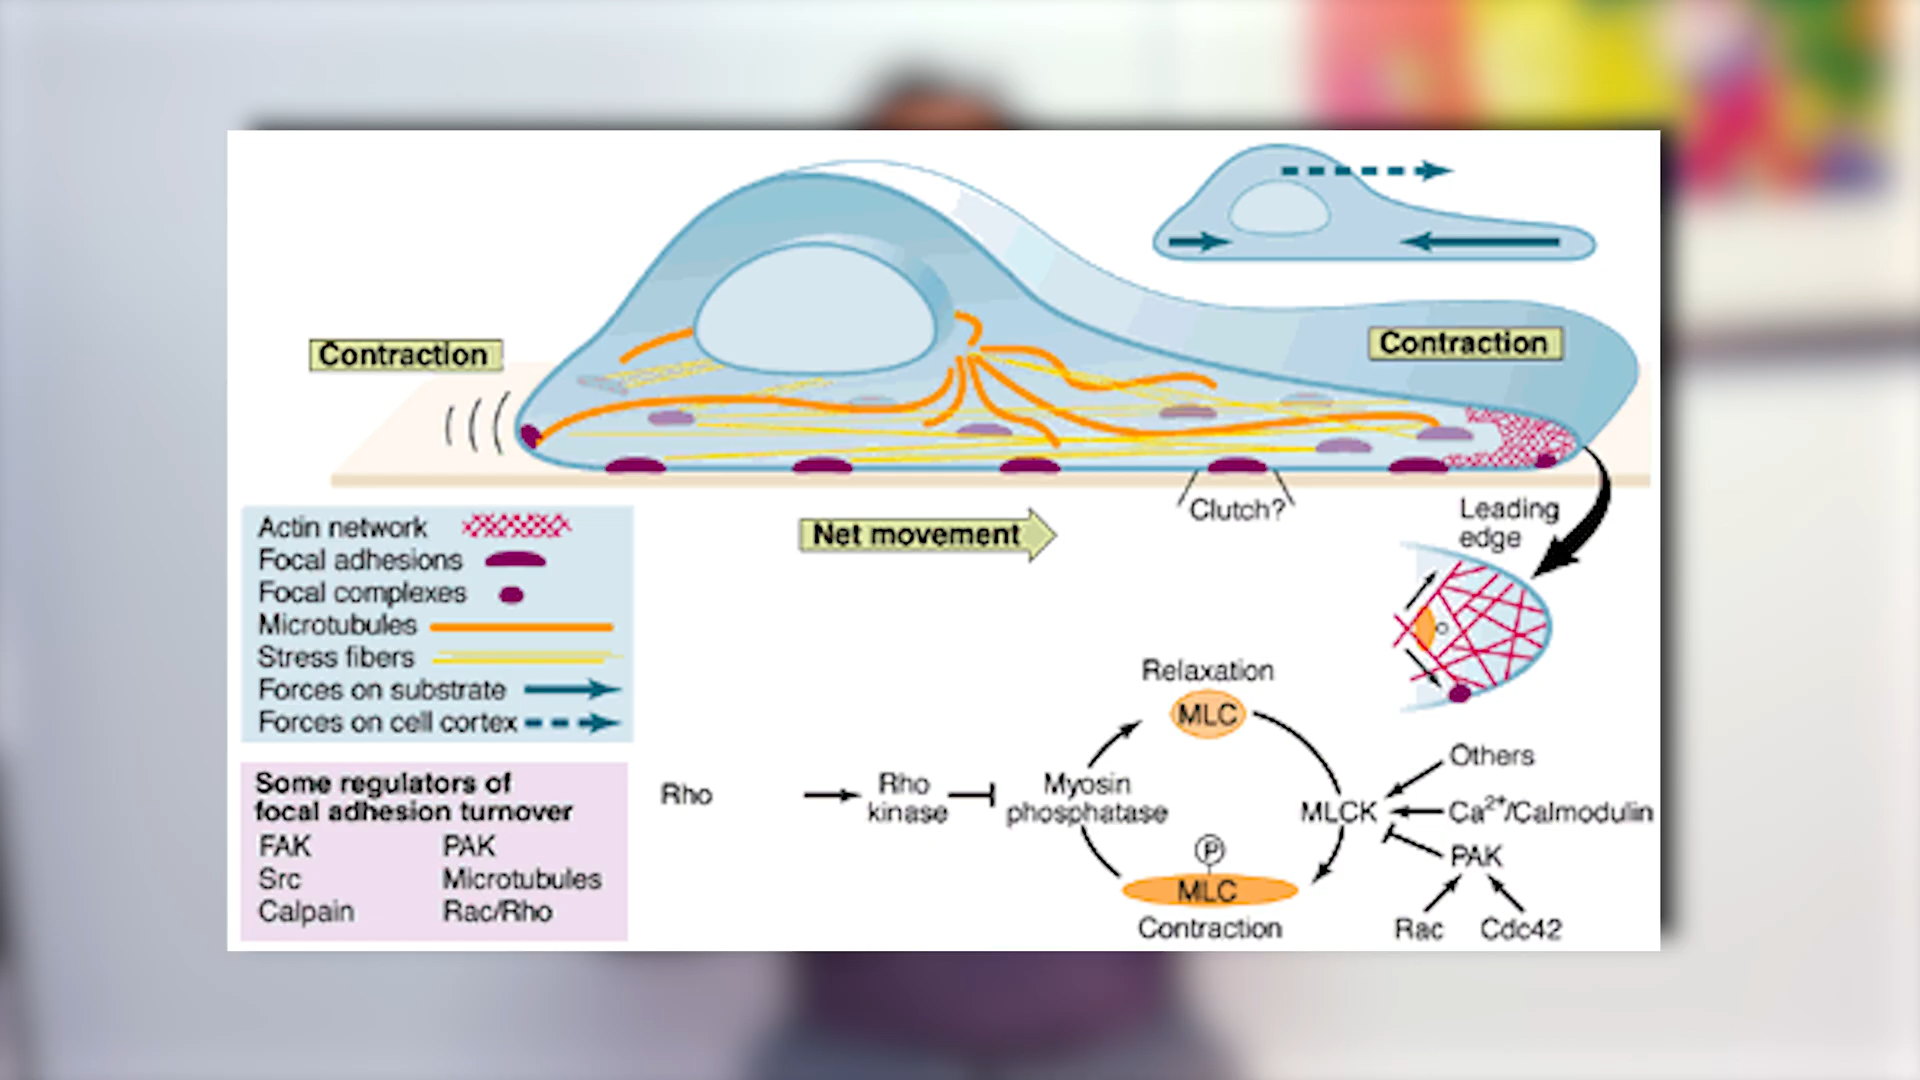 Contraction
Contraction
Clutch?
Net movement
Leading
edge
Actin network
Focal adhesions
Focal complexes
Microtubules
Stress fibers
Forces on substrate
Forces on cell cortex
Some regulators of
focal adhesion turnover
FAK PAK
Src Microtubules
Calpain Rac/Rho
Relaxation
MLC
Rho
Rho
kinase
Myosin
phosphatase
MLCK
Others
Ca²⁺/Calmodulin
PAK
Rac Cdc42
P
MLC
Contraction